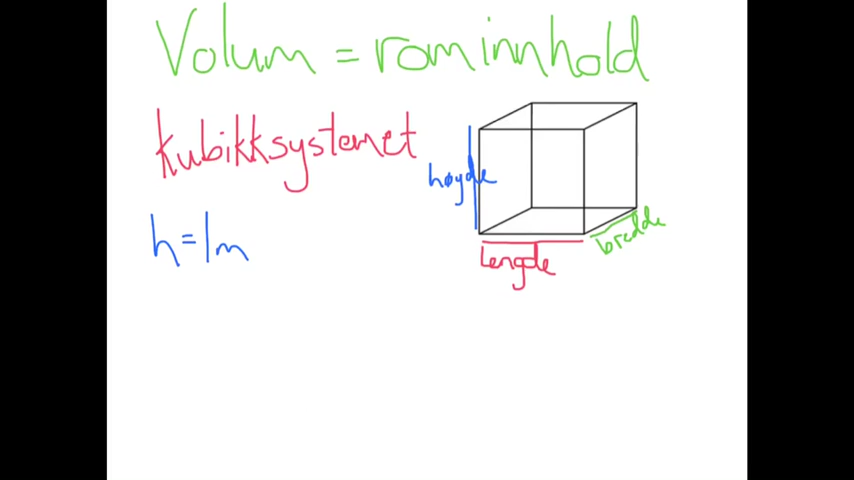 Volum = rominnhold
kubikksystemet
høyde
h = 1m
bredde
lengde